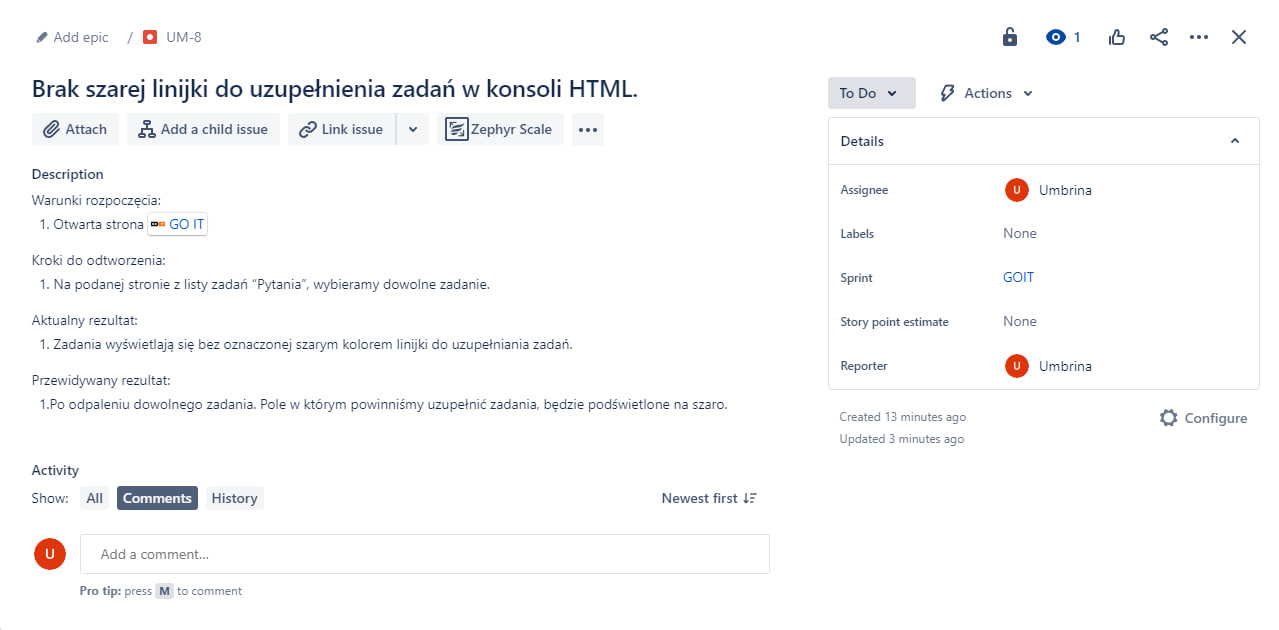 Add epic / UM-8
1
Brak szarej linijki do uzupełnienia zadań w konsoli HTML.
Attach Add a child issue Link issue Zephyr Scale
Description
Warunki rozpoczęcia:
1. Otwarta strona GO IT
Kroki do odtworzenia:
1. Na podanej stronie z listy zadań “Pytania”, wybieramy dowolne zadanie.
Aktualny rezultat:
1. Zadania wyświetlają się bez oznaczonej szarym kolorem linijki do uzupełniania zadań.
Przewidywany rezultat:
1.Po odpaleniu dowolnego zadania. Pole w którym powinniśmy uzupełnić zadania, będzie podświetlone na szaro.
Activity
Show: All Comments History Newest first
U
Add a comment…
Pro tip: press M to comment
To Do Actions
Details
Assignee U Umbrina
Labels None
Sprint GOIT
Story point estimate None
Reporter U Umbrina
Created 13 minutes ago Configure
Updated 3 minutes ago